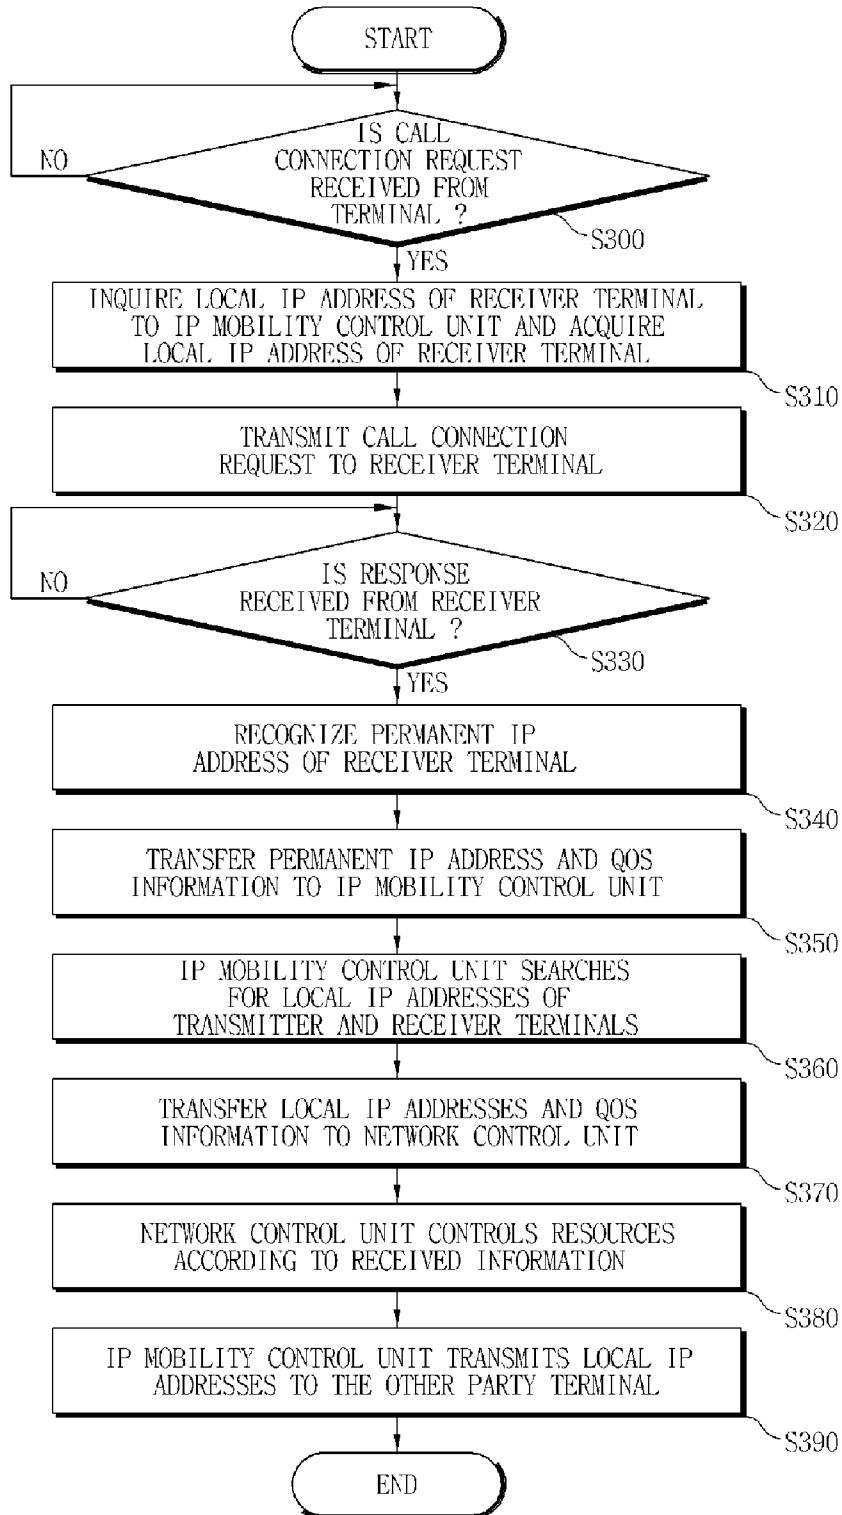 START
IS CALL
CONNECTION REQUEST
RECEIVED FROM
TERMINAL ?
NO
S300
YES
INQUIRE LOCAL IP ADDRESS OF RECEIVER TERMINAL
TO IP MOBILITY CONTROL UNIT AND ACQUIRE
LOCAL IP ADDRESS OF RECEIVER TERMINAL
S310
TRANSMIT CALL CONNECTION
REQUEST TO RECEIVER TERMINAL
S320
IS RESPONSE
RECEIVED FROM RECEIVER
TERMINAL ?
NO
S330
YES
RECOGNIZE PERMANENT IP
ADDRESS OF RECEIVER TERMINAL
S340
TRANSFER PERMANENT IP ADDRESS AND QOS
INFORMATION TO IP MOBILITY CONTROL UNIT
S350
IP MOBILITY CONTROL UNIT SEARCHES
FOR LOCAL IP ADDRESSES OF
TRANSMITTER AND RECEIVER TERMINALS
S360
TRANSFER LOCAL IP ADDRESSES AND QOS
INFORMATION TO NETWORK CONTROL UNIT
S370
NETWORK CONTROL UNIT CONTROLS RESOURCES
ACCORDING TO RECEIVED INFORMATION
S380
IP MOBILITY CONTROL UNIT TRANSMITS LOCAL IP
ADDRESSES TO THE OTHER PARTY TERMINAL
S390
END